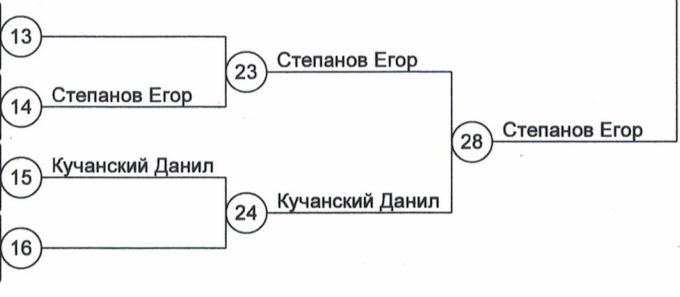 13
23
Степанов Егор
14
Степанов Егор
28
Степанов Егор
15
Кучанский Данил
24
Кучанский Данил
16